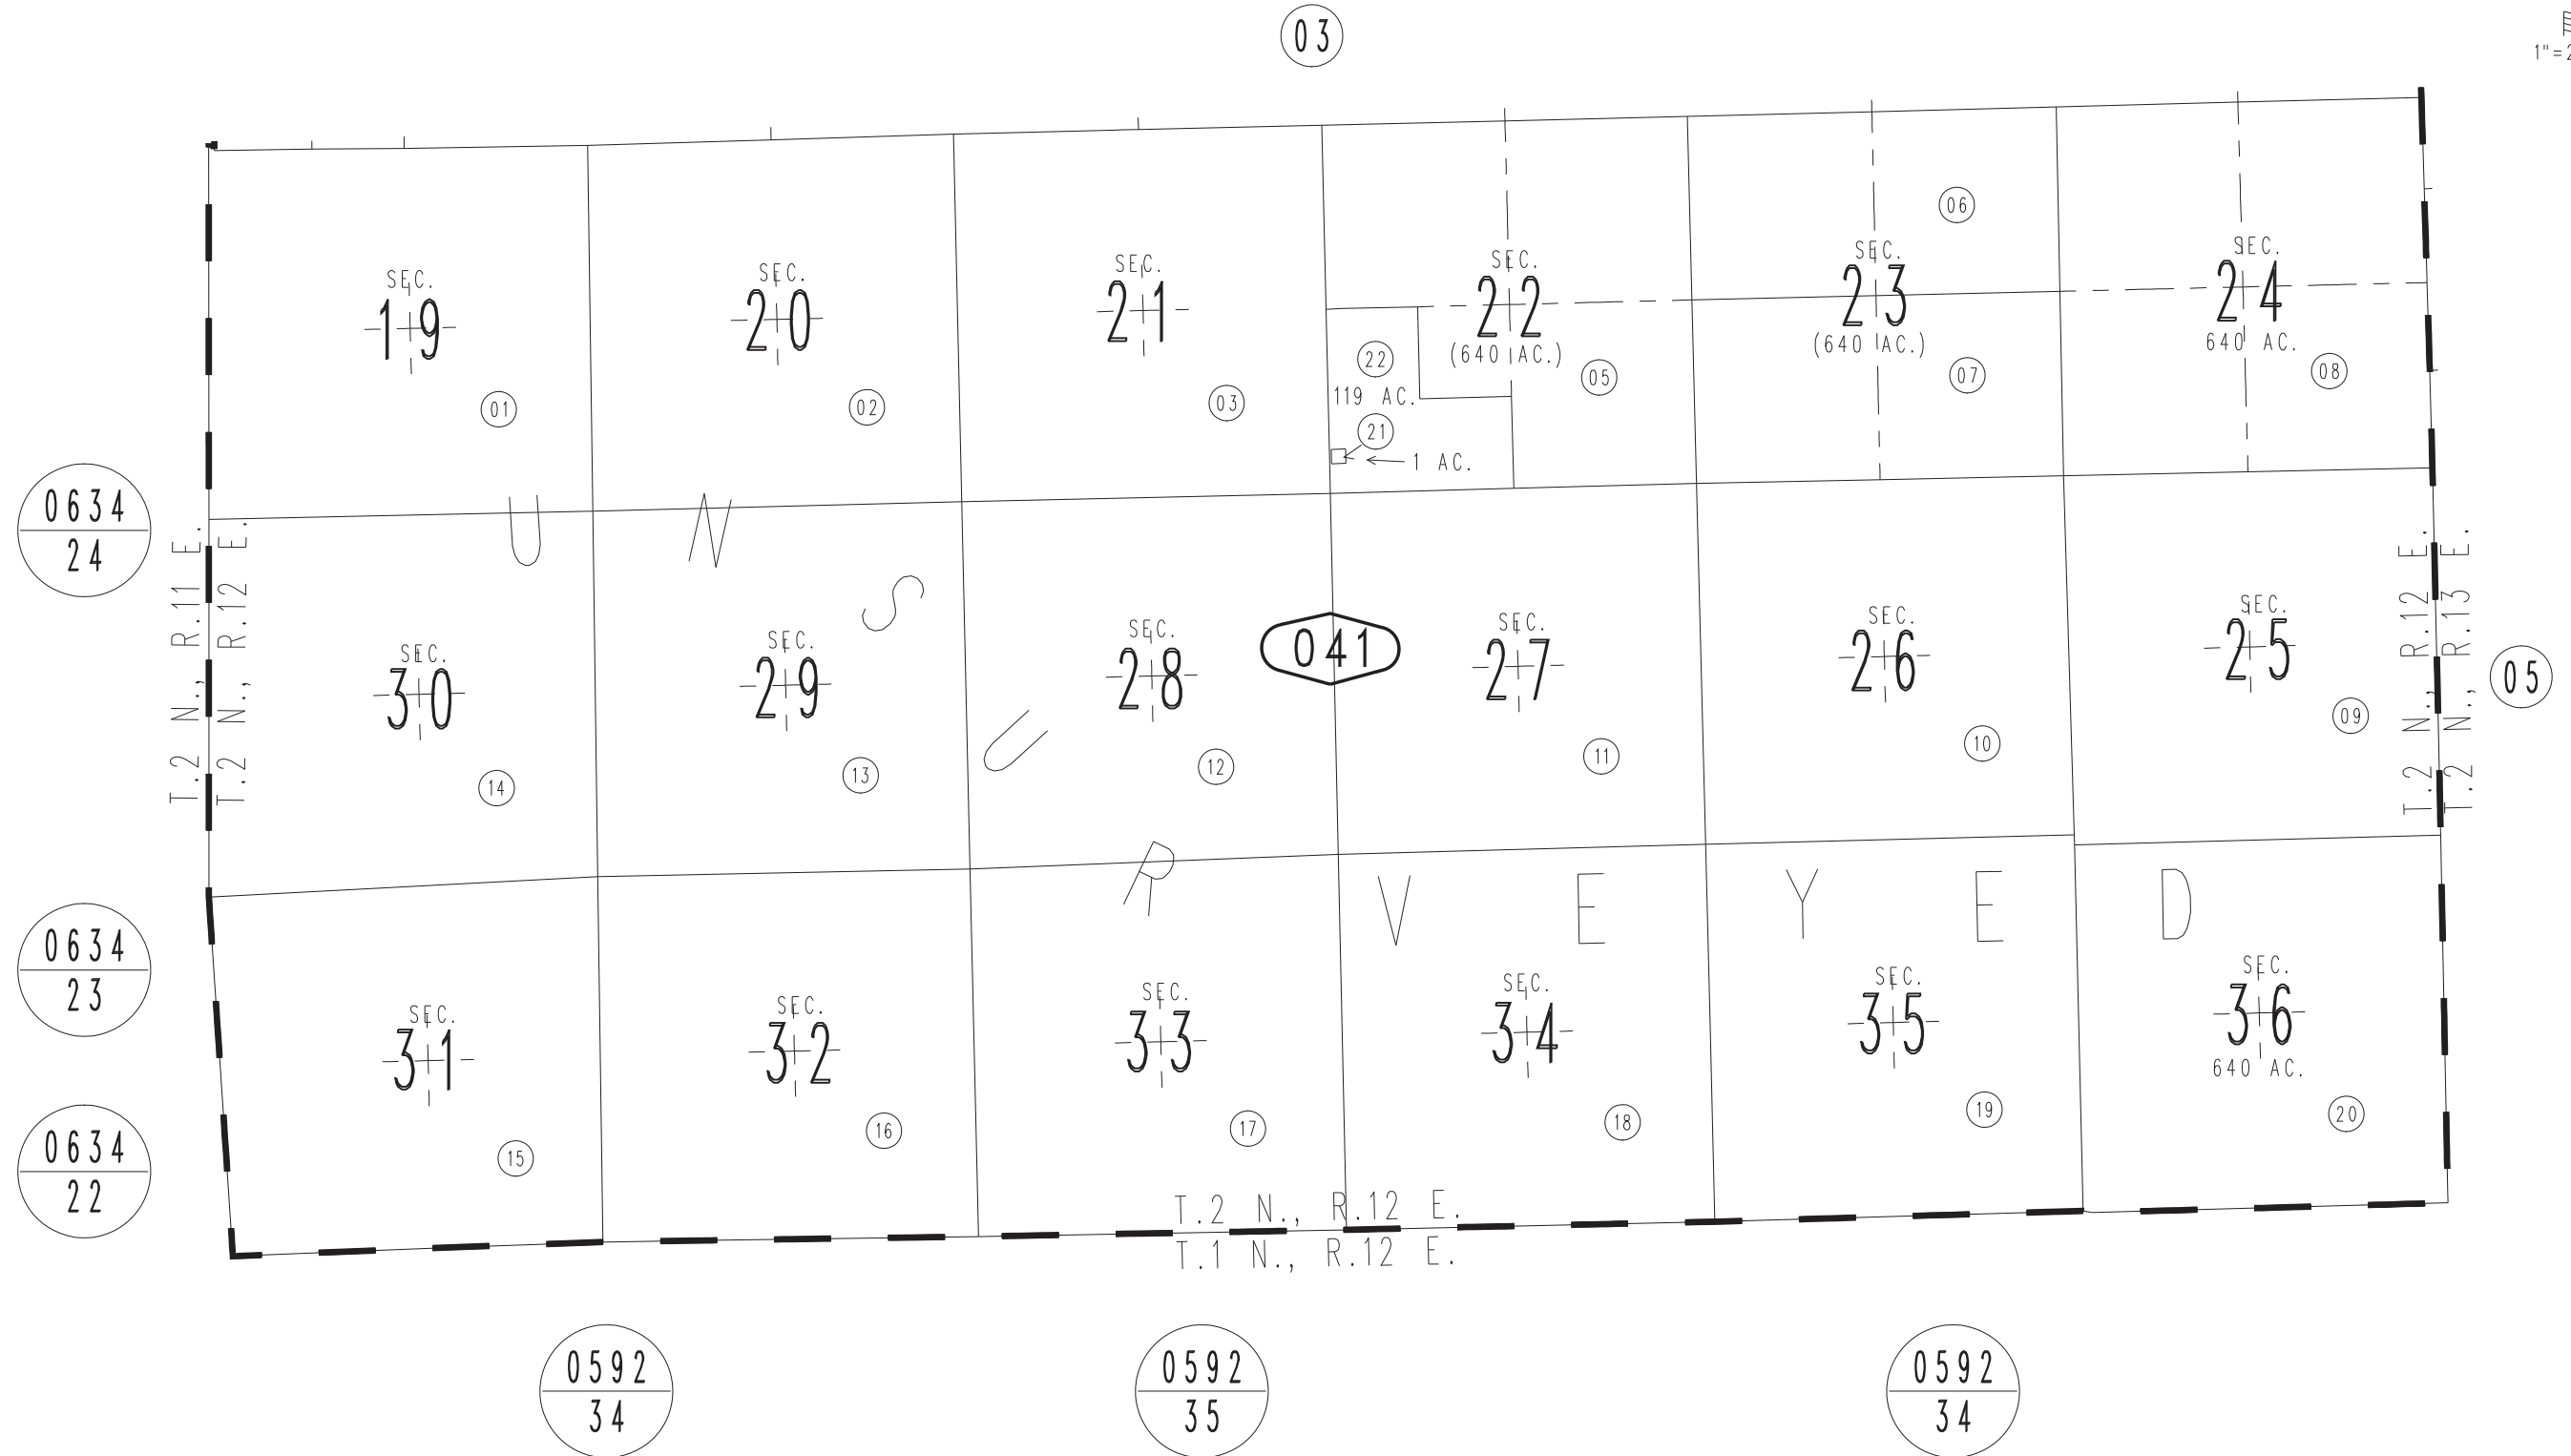 03
1"=2
SEC.
19
01
SEC.
20
02
SEC.
21
03
SEC.
22
(640 AC.)
05
22
119 AC.
21
1 AC.
06
SEC.
23
(640 AC.)
07
SEC.
24
640 AC.
08
0634
24
T.2 N., R.11 E.
T.2 N., R.12 E.
UNSURVEYED
SEC.
30
14
SEC.
29
13
SEC.
28
12
041
SEC.
27
11
SEC.
26
10
SEC.
25
09
T.2 N., R.12 E.
T.2 N., R.13 E.
05
0634
23
0634
22
SEC.
31
15
SEC.
32
16
SEC.
33
17
SEC.
34
18
SEC.
35
19
SEC.
36
640 AC.
20
T.2 N., R.12 E.
T.1 N., R.12 E.
0592
34
0592
35
0592
34